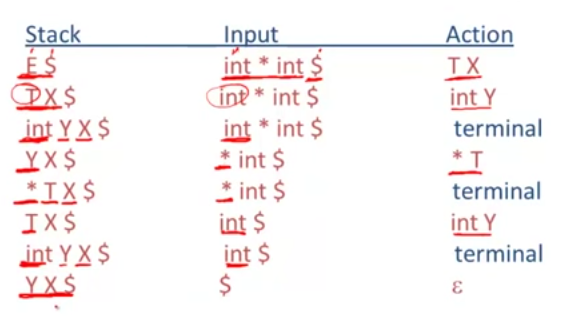 Stack Input Action
E $ int * int $ T X
T X $ int * int $ int Y
int Y X $ int * int $ terminal
Y X $ * int $ * T
* T X $ * int $ terminal
T X $ int $ int Y
int Y X $ int $ terminal
Y X $ $ ε